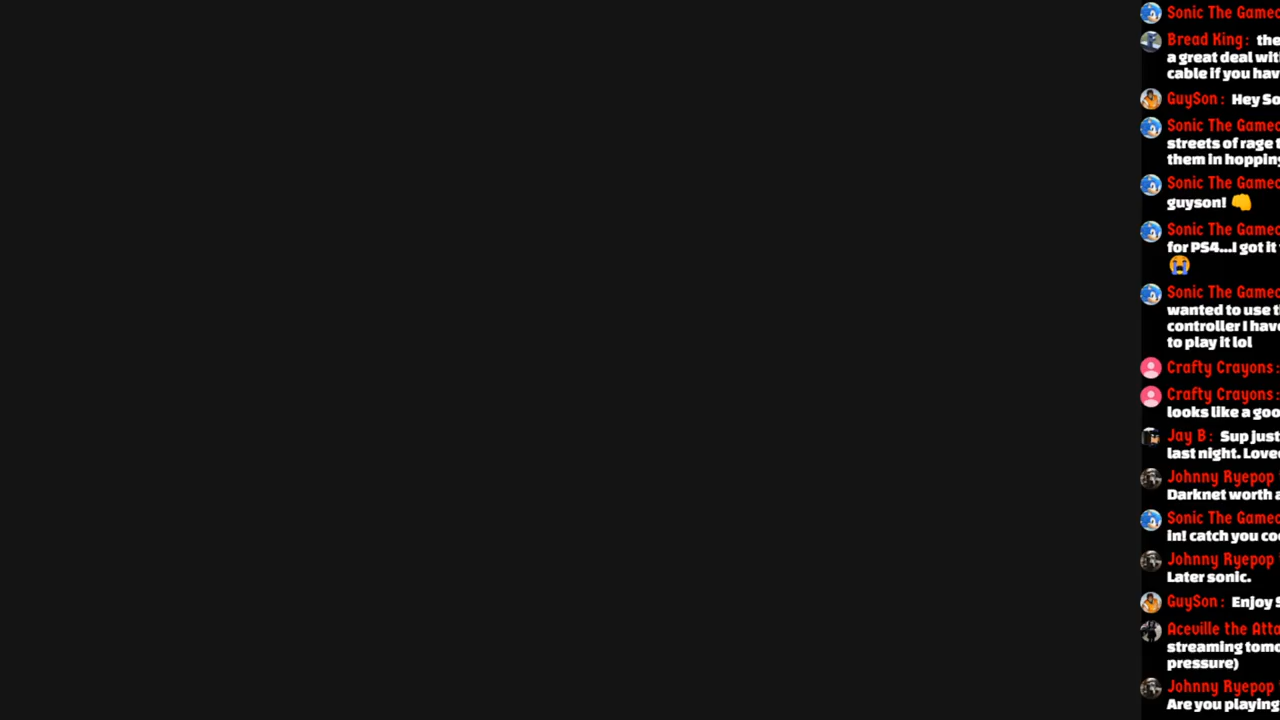 Sonic The Gamec
Bread King: the
a great deal wit
cable if you hav
GuySon: Hey So
Sonic The Gamec
streets of rage t
them in hopping
Sonic The Gamec
guyson! 👊
Sonic The Gamec
for PS4...I got it
😭
Sonic The Gamec
wanted to use t
controller I have
to play it lol
Crafty Crayons:
Crafty Crayons:
looks like a goo
Jay B: Sup just
last night. Loved
Johnny Ryepop
Darknet worth a
Sonic The Gamec
in! catch you coo
Johnny Ryepop
Later sonic.
GuySon: Enjoy S
Aceville the Atta
streaming tomo
pressure)
Johnny Ryepop
Are you playing